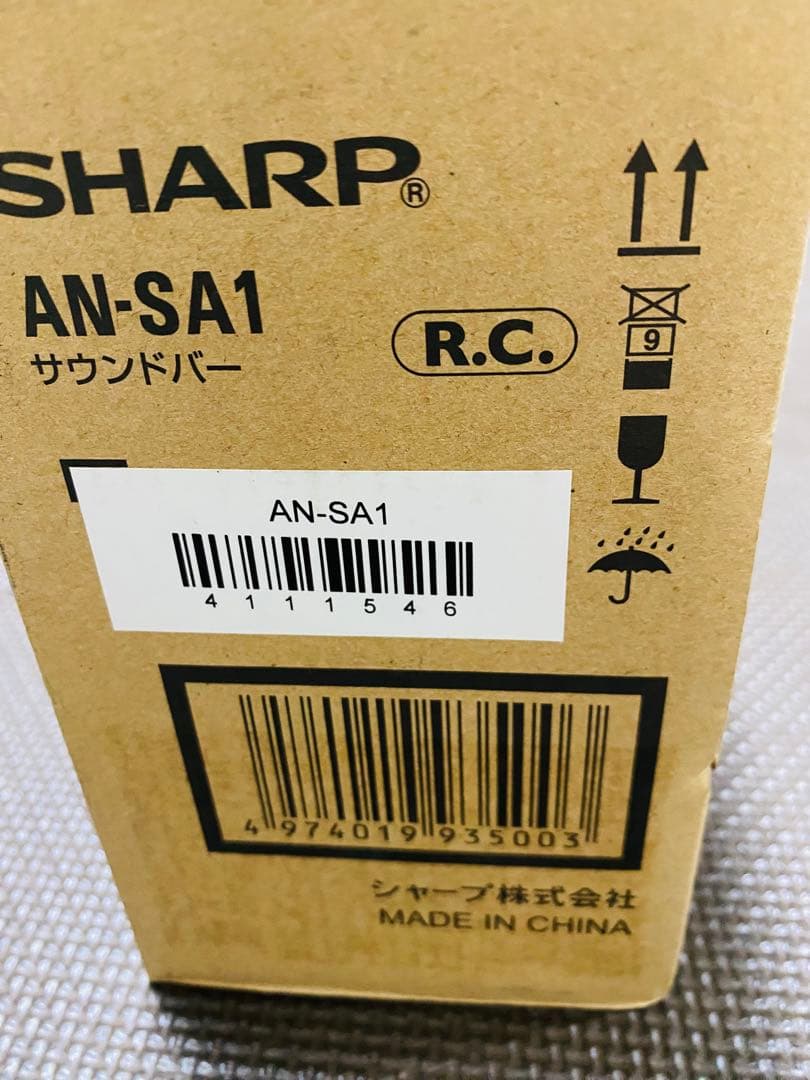 SHARP®
AN-SA1
サウンドバー
R.C.
9
AN-SA1
4111546
4974019935003
シャープ株式会社
MADE IN CHINA